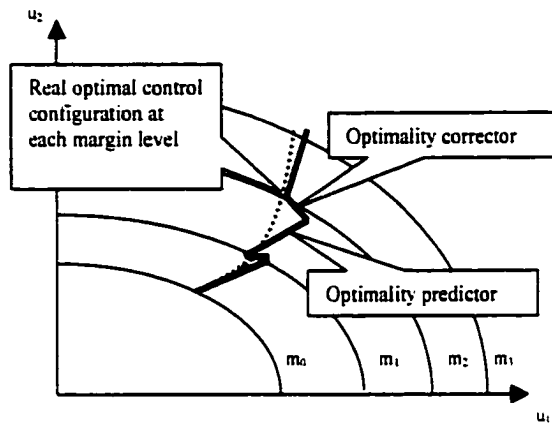 u₂
Real optimal control
configuration at
each margin level
Optimality corrector
Optimality predictor
m₀ m₁ m₂ m₃
u₁